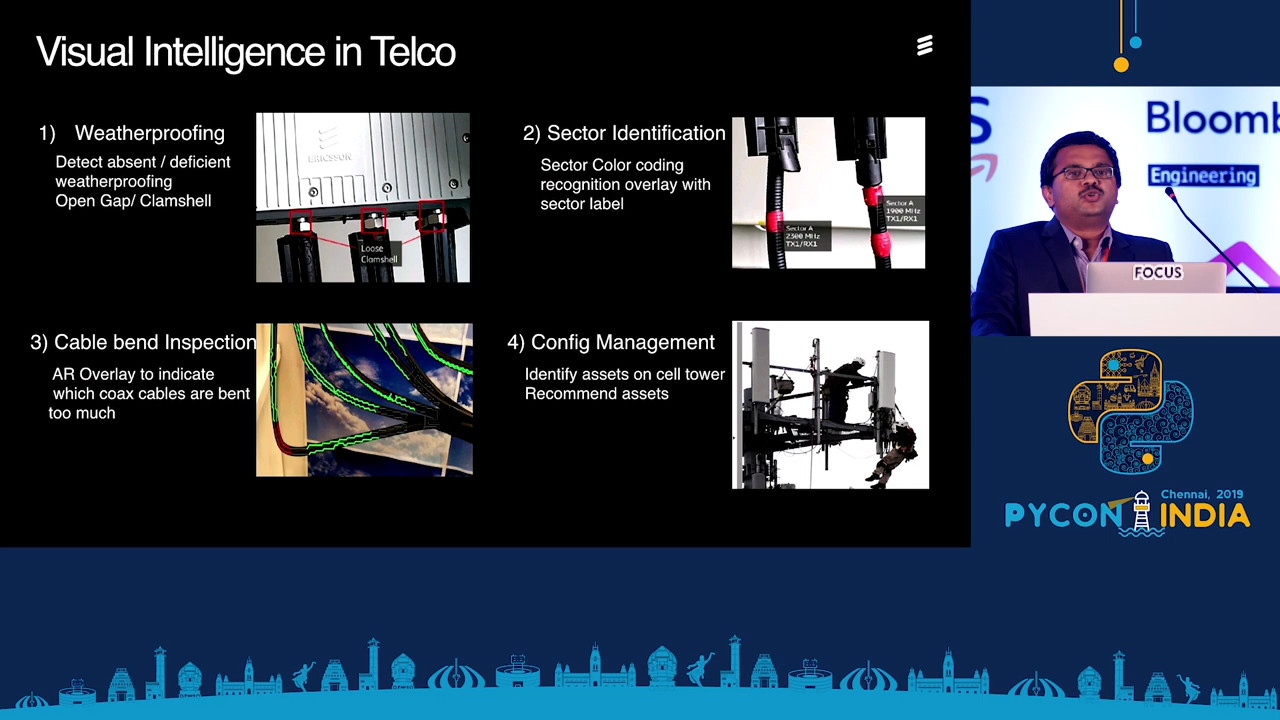 Visual Intelligence in Telco
1) Weatherproofing
Detect absent / deficient
weatherproofing
Open Gap/ Clamshell
ERICSSON
Loose
Clamshell
2) Sector Identification
Sector Color coding
recognition overlay with
sector label
Sector A
2300 MHz
TX1/RX1
Sector A
1900 MHz
TX1/RX1
3) Cable bend Inspection
AR Overlay to indicate
which coax cables are bent
too much
4) Config Management
Identify assets on cell tower
Recommend assets
S
Bloomb
Engineering
FOCUS
Chennai, 2019
PYCON INDIA